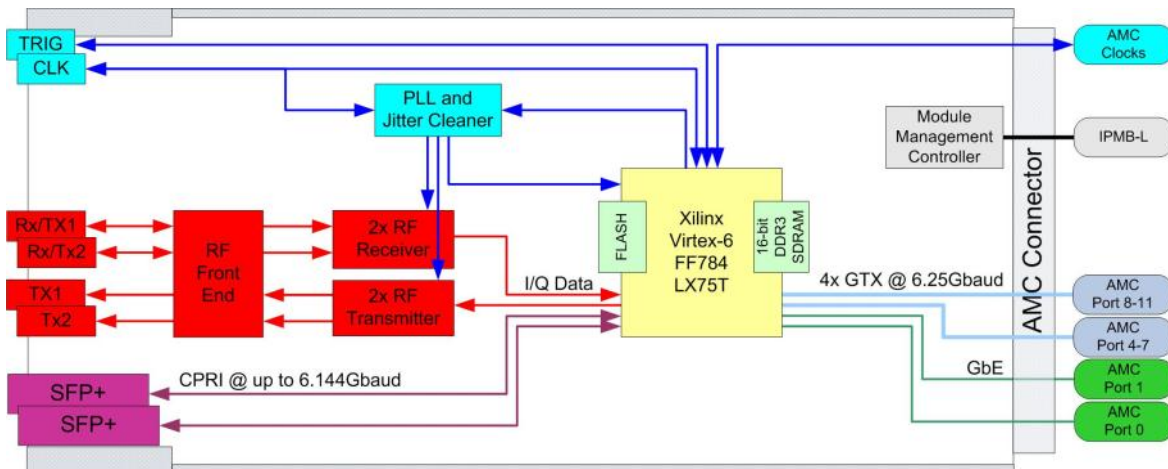 TRIG
CLK
PLL and
Jitter Cleaner
AMC
Clocks
Module
Management
Controller
IPMB-L
AMC Connector
Rx/TX1
Rx/Tx2
TX1
Tx2
RF
Front
End
2x RF
Receiver
2x RF
Transmitter
I/Q Data
FLASH
Xilinx
Virtex-6
FF784
LX75T
16-bit
DDR3
SDRAM
4x GTX @ 6.25Gbaud
AMC
Port 8-11
AMC
Port 4-7
GbE
AMC
Port 1
AMC
Port 0
CPRI @ up to 6.144Gbaud
SFP+
SFP+